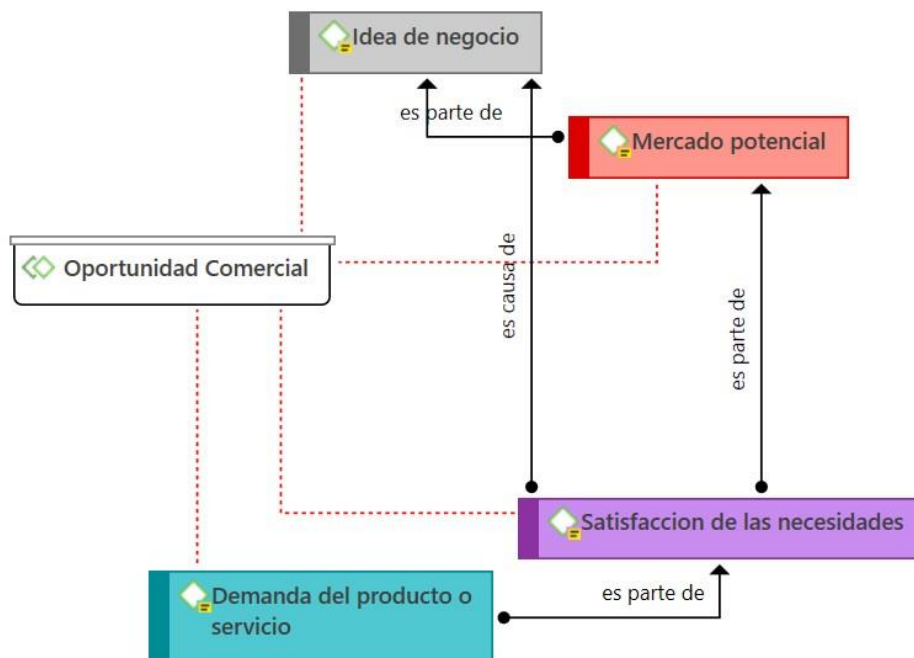 Idea de negocio
es parte de
Mercado potencial
Oportunidad Comercial
es causa de
es parte de
Satisfaccion de las necesidades
Demanda del producto o
servicio
es parte de